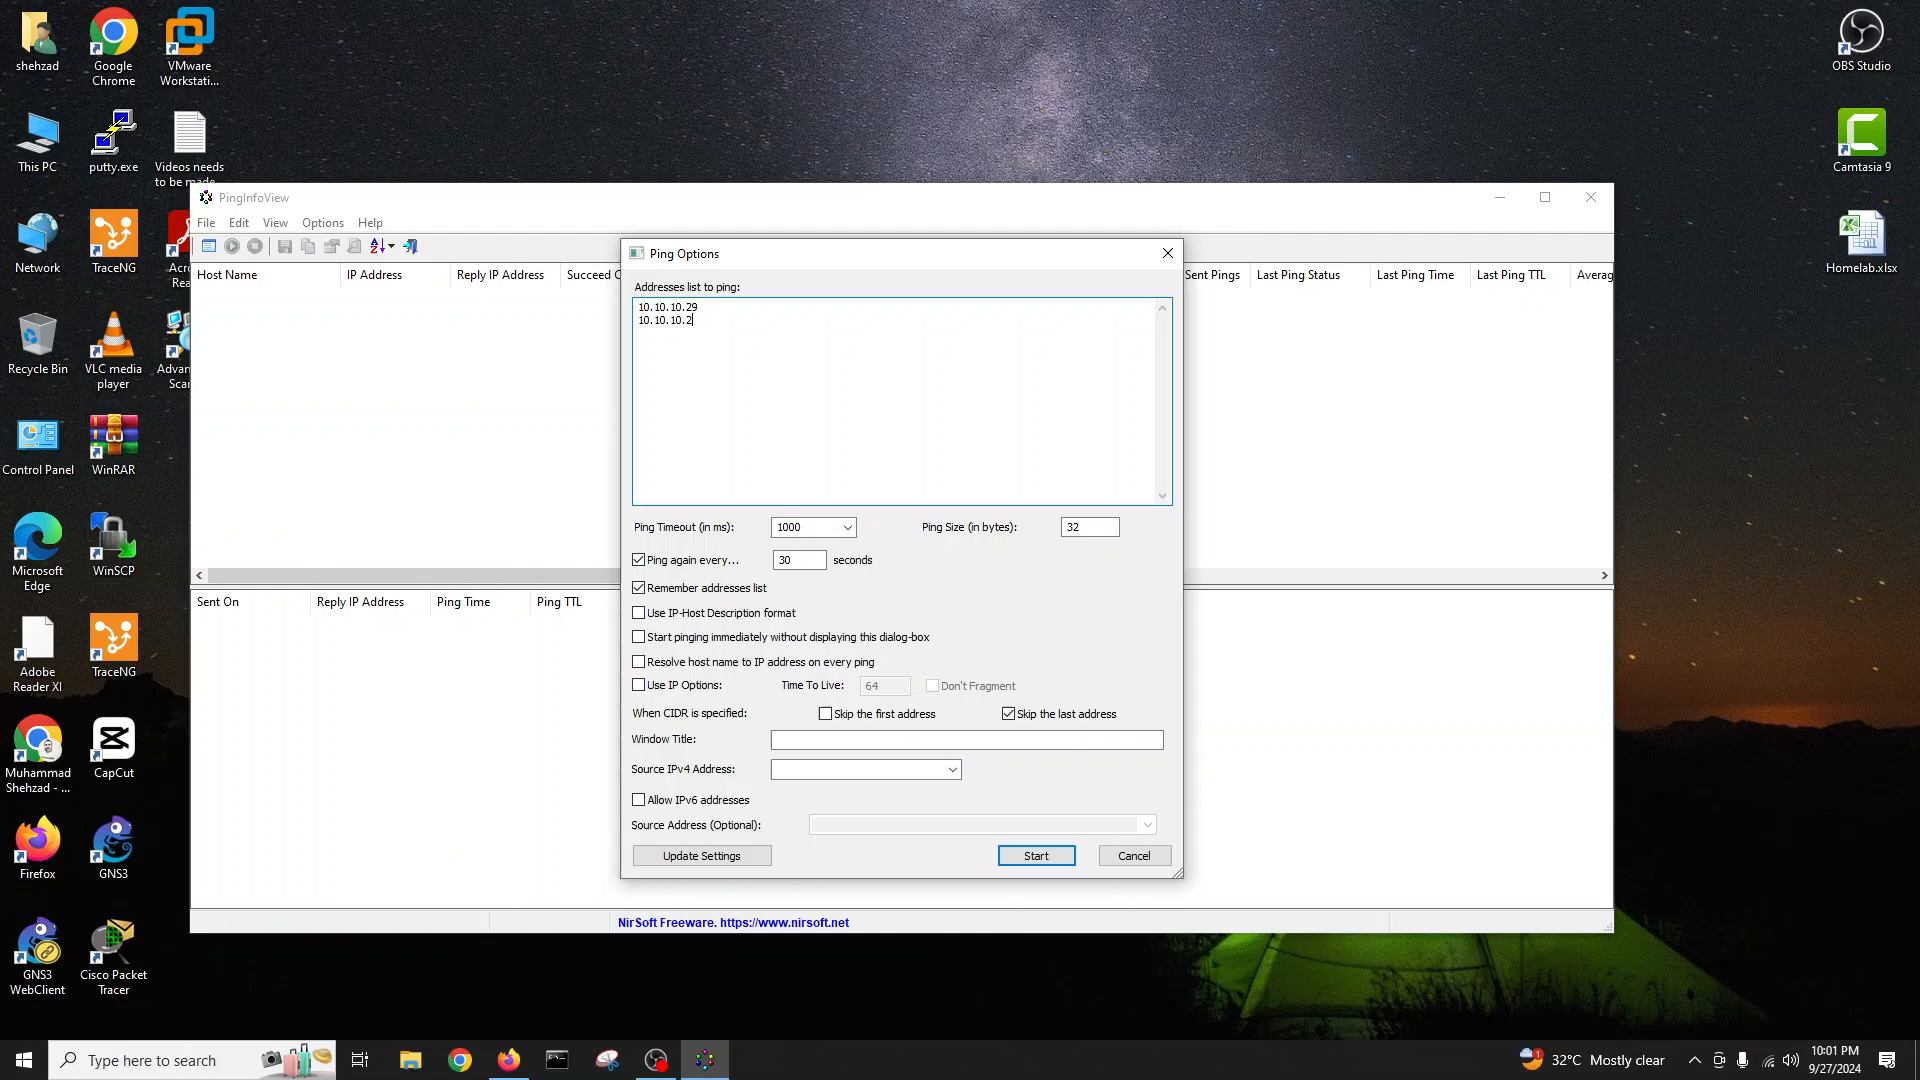 shehzad
Google
Chrome
VMware
Workstati...
OBS Studio
This PC
putty.exe
Videos needs
to be made
Camtasia 9
Network
TraceNG
Homelab.xlsx
Recycle Bin
VLC media
player
Control Panel
WinRAR
Microsoft
Edge
WinSCP
Adobe
Reader XI
TraceNG
Muhammad
Shehzad - ...
CapCut
Firefox
GNS3
GNS3
WebClient
Cisco Packet
Tracer
PingInfoView
File Edit View Options Help
Host Name IP Address Reply IP Address Succeed C
Sent Pings Last Ping Status Last Ping Time Last Ping TTL Averag
Sent On Reply IP Address Ping Time Ping TTL
Ping Options
Addresses list to ping:
10.10.10.29
10.10.10.2
Ping Timeout (in ms): 1000 Ping Size (in bytes): 32
Ping again every... 30 seconds
Remember addresses list
Use IP-Host Description format
Start pinging immediately without displaying this dialog-box
Resolve host name to IP address on every ping
Use IP Options: Time To Live: 64 Don't Fragment
When CIDR is specified: Skip the first address Skip the last address
Window Title:
Source IPv4 Address:
Allow IPv6 addresses
Source Address (Optional):
Update Settings Start Cancel
NirSoft Freeware. https://www.nirsoft.net
Type here to search
32°C Mostly clear
10:01 PM
9/27/2024